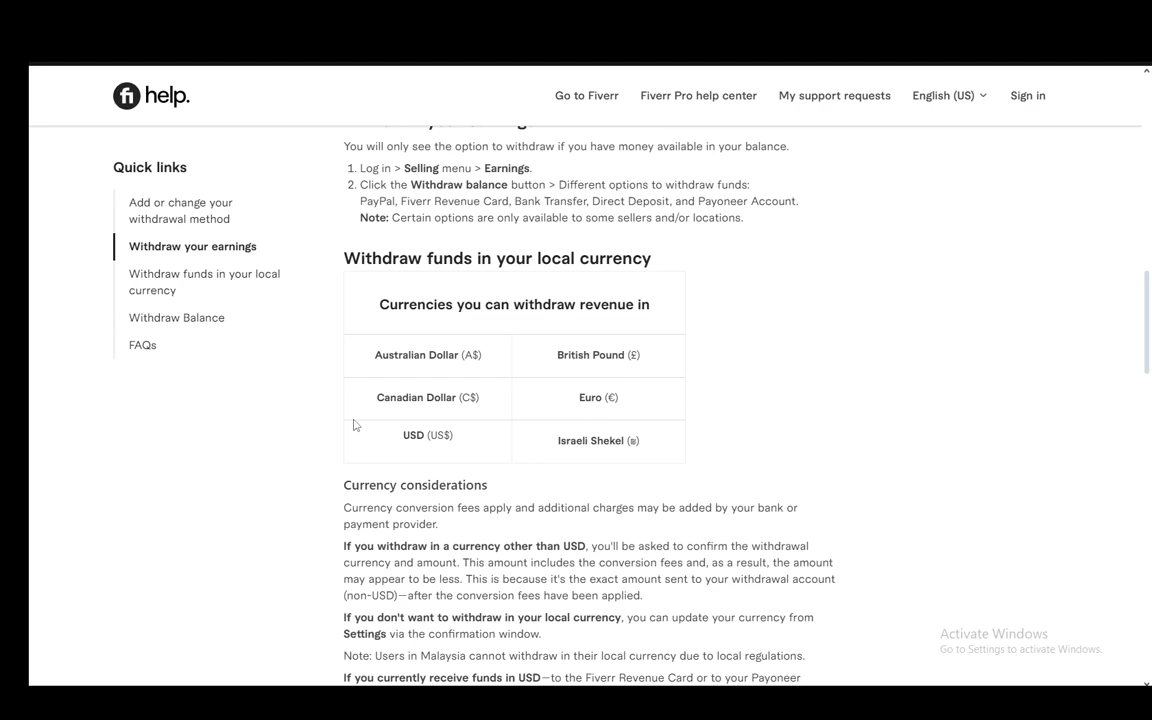 fi help.
Go to Fiverr
Fiverr Pro help center
My support requests
English (US)
Sign in
Quick links
Add or change your
withdrawal method
Withdraw your earnings
Withdraw funds in your local
currency
Withdraw Balance
FAQs
You will only see the option to withdraw if you have money available in your balance.
1. Log in > Selling menu > Earnings.
2. Click the Withdraw balance button > Different options to withdraw funds:
PayPal, Fiverr Revenue Card, Bank Transfer, Direct Deposit, and Payoneer Account.
Note: Certain options are only available to some sellers and/or locations.
Withdraw funds in your local currency
Currencies you can withdraw revenue in
Australian Dollar (A$)
British Pound (£)
Canadian Dollar (C$)
Euro (€)
USD (US$)
Israeli Shekel (₪)
Currency considerations
Currency conversion fees apply and additional charges may be added by your bank or
payment provider.
If you withdraw in a currency other than USD, you'll be asked to confirm the withdrawal
currency and amount. This amount includes the conversion fees and, as a result, the amount
may appear to be less. This is because it's the exact amount sent to your withdrawal account
(non-USD)—after the conversion fees have been applied.
If you don't want to withdraw in your local currency, you can update your currency from
Settings via the confirmation window.
Note: Users in Malaysia cannot withdraw in their local currency due to local regulations.
If you currently receive funds in USD—to the Fiverr Revenue Card or to your Payoneer
Activate Windows
Go to Settings to activate Windows.